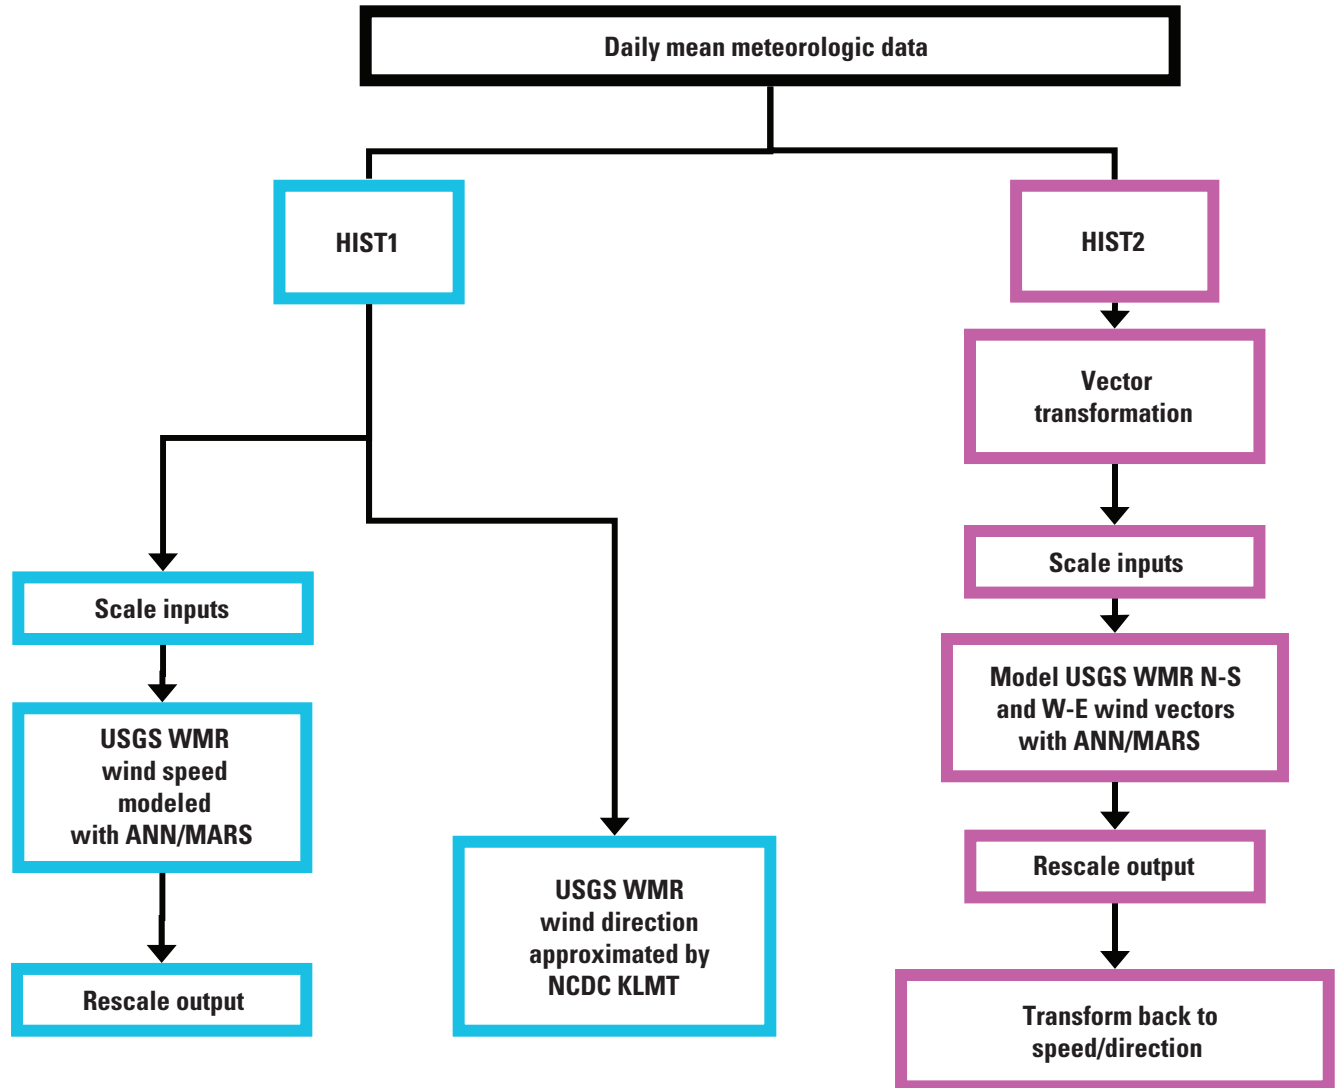 Daily mean meteorologic data
HIST1
HIST2
Vector
transformation
Scale inputs
Scale inputs
Model USGS WMR N-S
and W-E wind vectors
with ANN/MARS
USGS WMR
wind speed
modeled
with ANN/MARS
Rescale output
USGS WMR
wind direction
approximated by
NCDC KLMT
Rescale output
Transform back to
speed/direction